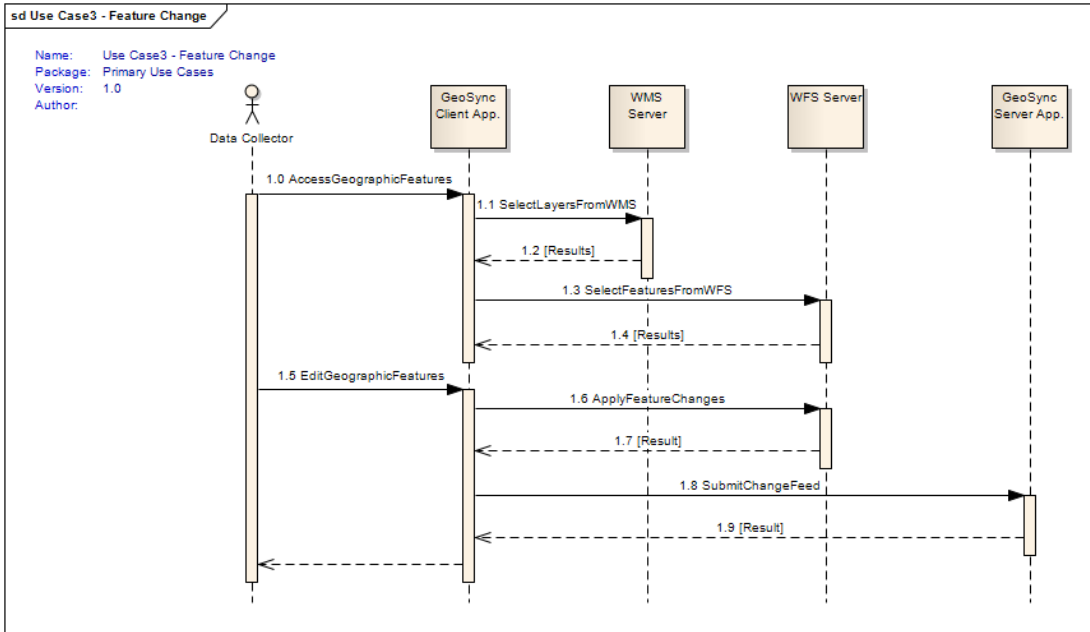 sd Use Case3 - Feature Change
Name: Use Case3 - Feature Change
Package: Primary Use Cases
Version: 1.0
Author:
Data Collector
GeoSync
Client App.
WMS
Server
WFS Server
GeoSync
Server App.
1.0 AccessGeographicFeatures
1.1 SelectLayersFromWMS
1.2 [Results]
1.3 SelectFeaturesFromWFS
1.4 [Results]
1.5 EditGeographicFeatures
1.6 ApplyFeatureChanges
1.7 [Result]
1.8 SubmitChangeFeed
1.9 [Result]